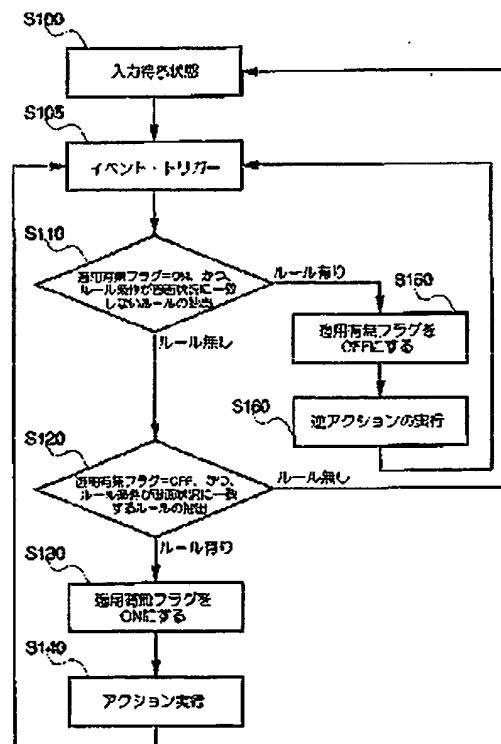 S100
入力待ち状態
S105
イベント・トリガー
S110
適用有無フラグ=ON、かつ、
ルール条件が画面状況に一致
しないルールの抽出
ルール有り
S150
適用有無フラグを
OFFにする
ルール無し
S160
逆アクションの実行
S120
適用有無フラグ=OFF、かつ、
ルール条件が画面状況に一致
するルールの抽出
ルール無し
ルール有り
S130
適用有無フラグを
ONにする
S140
アクション実行